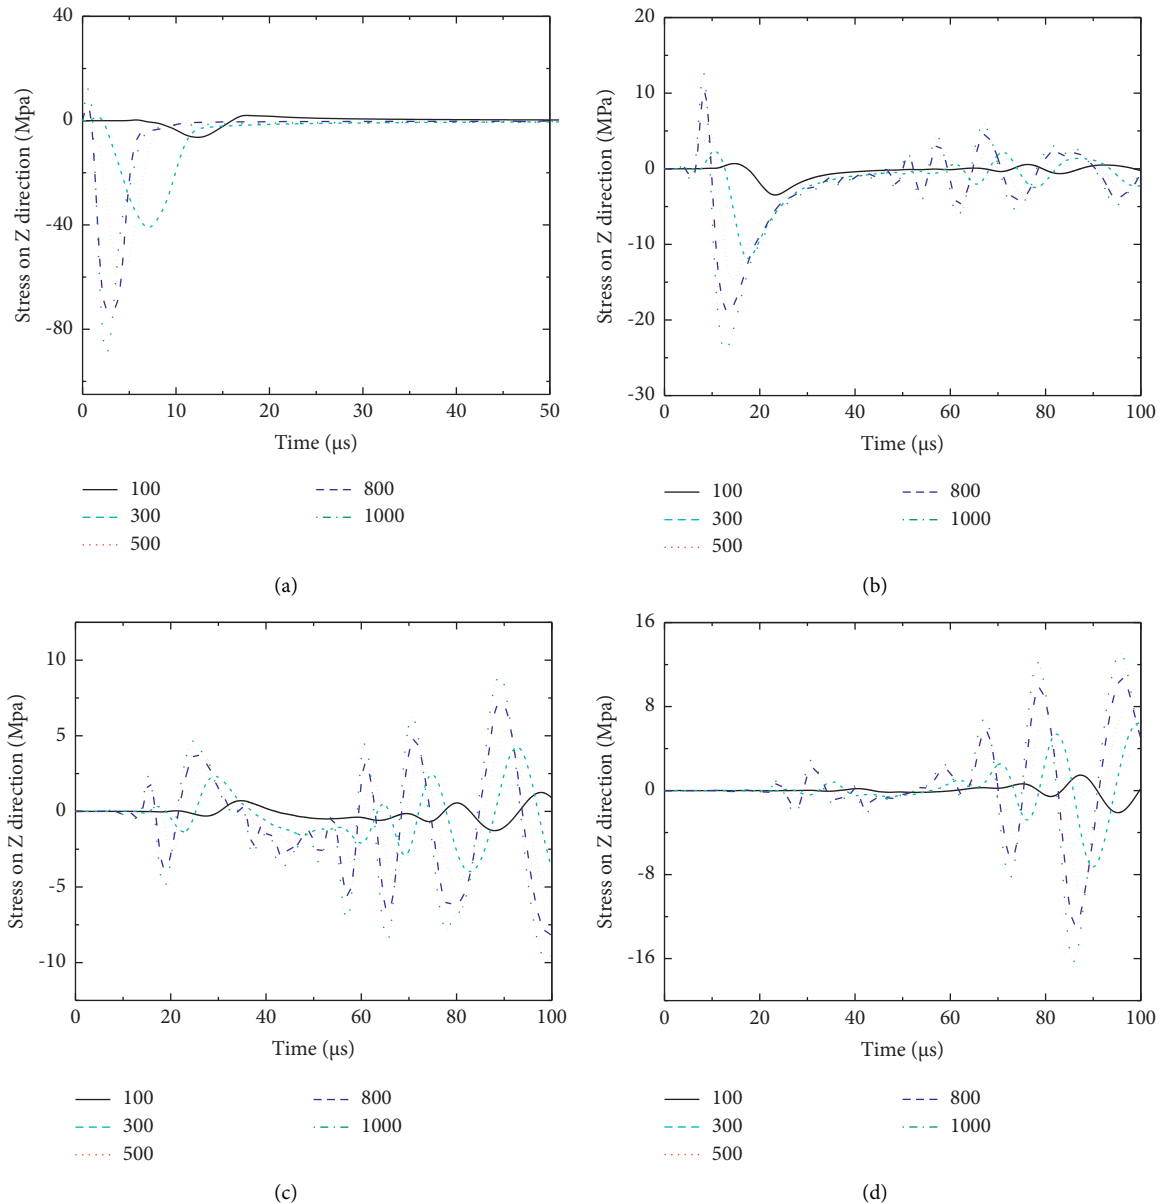 40
0
-40
-80
Stress on Z direction (Mpa)
0 10 20 30 40 50
Time (μs)
100 800
300 1000
500
(a)
20
10
0
-10
-20
-30
Stress on Z direction (MPa)
0 20 40 60 80 100
Time (μs)
100 800
300 1000
500
(b)
10
5
0
-5
-10
Stress on Z direction (Mpa)
0 20 40 60 80 100
Time (μs)
100 800
300 1000
500
(c)
16
8
0
-8
-16
Stress on Z direction (Mpa)
0 20 40 60 80 100
Time (μs)
100 800
300 1000
500
(d)